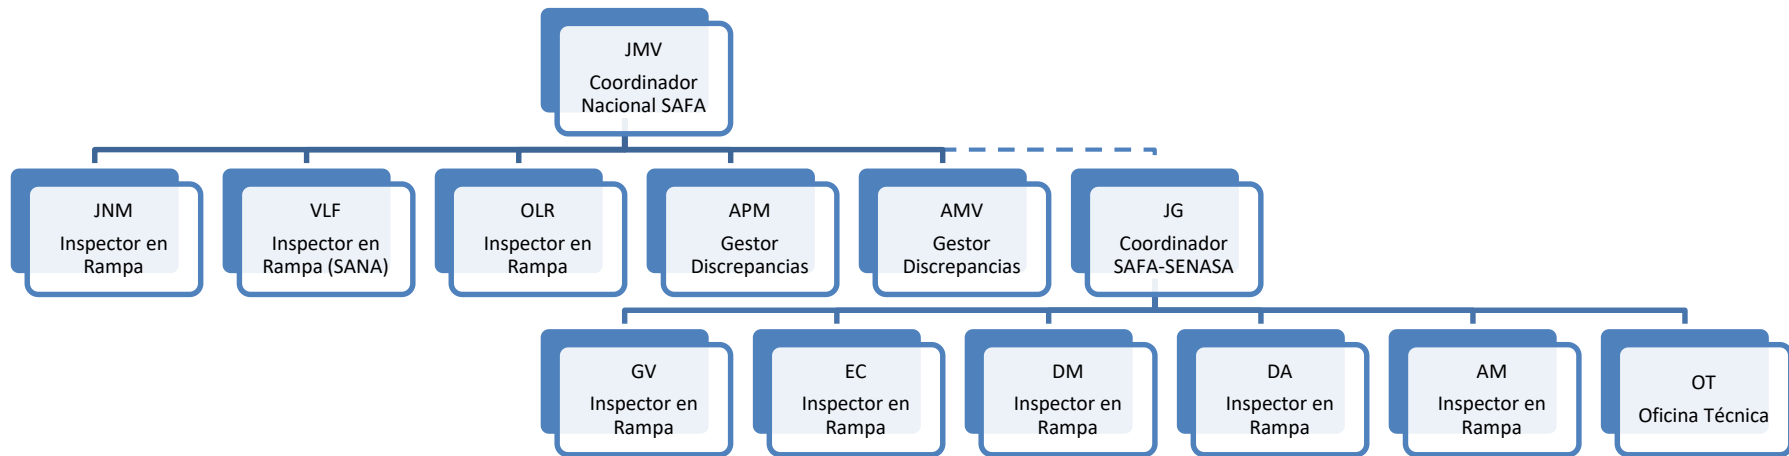 JMV
Coordinador
Nacional SAFA
JNM
Inspector en
Rampa
VLF
Inspector en
Rampa (SANA)
OLR
Inspector en
Rampa
APM
Gestor
Discrepancias
AMV
Gestor
Discrepancias
JG
Coordinador
SAFA-SENASA
GV
Inspector en
Rampa
EC
Inspector en
Rampa
DM
Inspector en
Rampa
DA
Inspector en
Rampa
AM
Inspector en
Rampa
OT
Oficina Técnica